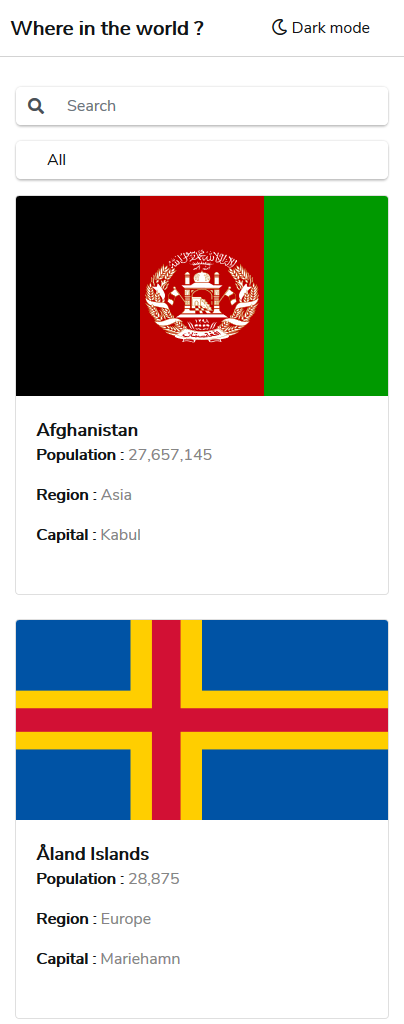 Where in the world ?
Dark mode
Search
All
Afghanistan
Population : 27,657,145
Region : Asia
Capital : Kabul
Åland Islands
Population : 28,875
Region : Europe
Capital : Mariehamn